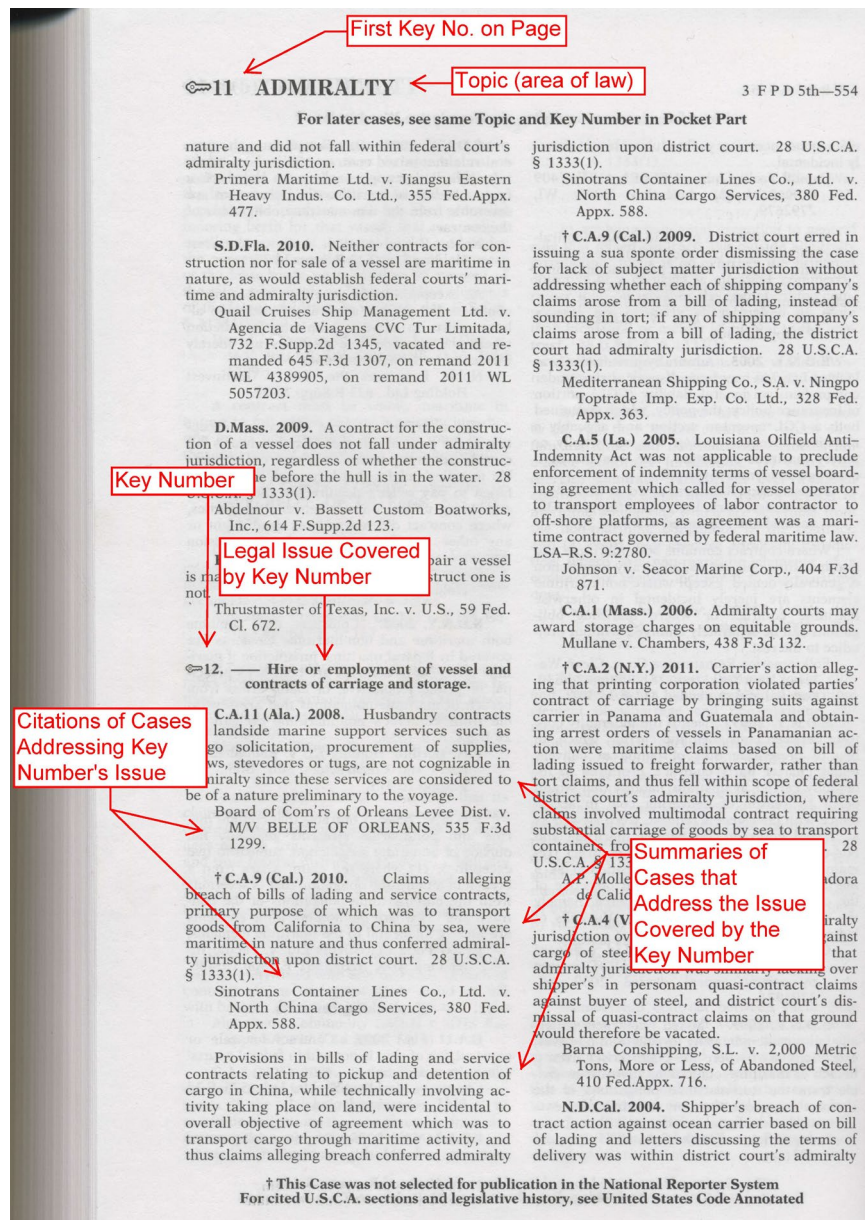 First Key No. on Page
11 ADMIRALTY
Topic (area of law)
3 F P D 5th—554
For later cases, see same Topic and Key Number in Pocket Part
nature and did not fall within federal court's
admiralty jurisdiction.
Primera Maritime Ltd. v. Jiangsu Eastern
Heavy Indus. Co. Ltd., 355 Fed.Appx.
477.
S.D.Fla. 2010. Neither contracts for con-
struction nor for sale of a vessel are maritime in
nature, as would establish federal courts' mari-
time and admiralty jurisdiction.
Quail Cruises Ship Management Ltd. v.
Agencia de Viagens CVC Tur Limitada,
732 F.Supp.2d 1345, vacated and re-
manded 645 F.3d 1307, on remand 2011
WL 4389905, on remand 2011 WL
5057203.
D.Mass. 2009. A contract for the construc-
tion of a vessel does not fall under admiralty
jurisdiction, regardless of whether the construc-
Key Number
before the hull is in the water. 28
§ 1333(1).
Abdelnour v. Bassett Custom Boatworks,
Inc., 614 F.Supp.2d 123.
Legal Issue Covered
by Key Number
a vessel
is
one is
not.
Thrustmaster of Texas, Inc. v. U.S., 59 Fed.
Cl. 672.
12. —— Hire or employment of vessel and
contracts of carriage and storage.
Citations of Cases
Addressing Key
Number's Issue
C.A.11 (Ala.) 2008. Husbandry contracts
landside marine support services such as
solicitation, procurement of supplies,
stevedores or tugs, are not cognizable in
since these services are considered to
be of a nature preliminary to the voyage.
Board of Com'rs of Orleans Levee Dist. v.
M/V BELLE OF ORLEANS, 535 F.3d
1299.
† C.A.9 (Cal.) 2010. Claims alleging
breach of bills of lading and service contracts,
primary purpose of which was to transport
goods from California to China by sea, were
maritime in nature and thus conferred admiral-
ty jurisdiction upon district court. 28 U.S.C.A.
§ 1333(1).
Sinotrans Container Lines Co., Ltd. v.
North China Cargo Services, 380 Fed.
Appx. 588.
Provisions in bills of lading and service
contracts relating to pickup and detention of
cargo in China, while technically involving ac-
tivity taking place on land, were incidental to
overall objective of agreement which was to
transport cargo through maritime activity, and
thus claims alleging breach conferred admiralty
jurisdiction upon district court. 28 U.S.C.A.
§ 1333(1).
Sinotrans Container Lines Co., Ltd. v.
North China Cargo Services, 380 Fed.
Appx. 588.
† C.A.9 (Cal.) 2009. District court erred in
issuing a sua sponte order dismissing the case
for lack of subject matter jurisdiction without
addressing whether each of shipping company's
claims arose from a bill of lading, instead of
sounding in tort; if any of shipping company's
claims arose from a bill of lading, the district
court had admiralty jurisdiction. 28 U.S.C.A.
§ 1333(1).
Mediterranean Shipping Co., S.A. v. Ningpo
Toptrade Imp. Exp. Co. Ltd., 328 Fed.
Appx. 363.
C.A.5 (La.) 2005. Louisiana Oilfield Anti–
Indemnity Act was not applicable to preclude
enforcement of indemnity terms of vessel board-
ing agreement which called for vessel operator
to transport employees of labor contractor to
off-shore platforms, as agreement was a mari-
time contract governed by federal maritime law.
LSA–R.S. 9:2780.
Johnson v. Seacor Marine Corp., 404 F.3d
871.
C.A.1 (Mass.) 2006. Admiralty courts may
award storage charges on equitable grounds.
Mullane v. Chambers, 438 F.3d 132.
† C.A.2 (N.Y.) 2011. Carrier's action alleg-
ing that printing corporation violated parties'
contract of carriage by bringing suits against
carrier in Panama and Guatemala and obtain-
ing arrest orders of vessels in Panamanian ac-
tion were maritime claims based on bill of
lading issued to freight forwarder, rather than
tort claims, and thus fell within scope of federal
district court's admiralty jurisdiction, where
claims involved multimodal contract requiring
substantial carriage of goods by sea to transport
containers 28
U.S.C.A. §
Summaries of
Cases that
Address the Issue
Covered by the
Key Number
A.P.
de
† C.A.4
jurisdiction
cargo of that
admiralty over
shipper's in personam quasi-contract claims
against buyer of steel, and district court's dis-
missal of quasi-contract claims on that ground
would therefore be vacated.
Barna Conshipping, S.L. v. 2,000 Metric
Tons, More or Less, of Abandoned Steel,
410 Fed.Appx. 716.
N.D.Cal. 2004. Shipper's breach of con-
tract action against ocean carrier based on bill
of lading and letters discussing the terms of
delivery was within district court's admiralty
† This Case was not selected for publication in the National Reporter System
For cited U.S.C.A. sections and legislative history, see United States Code Annotated